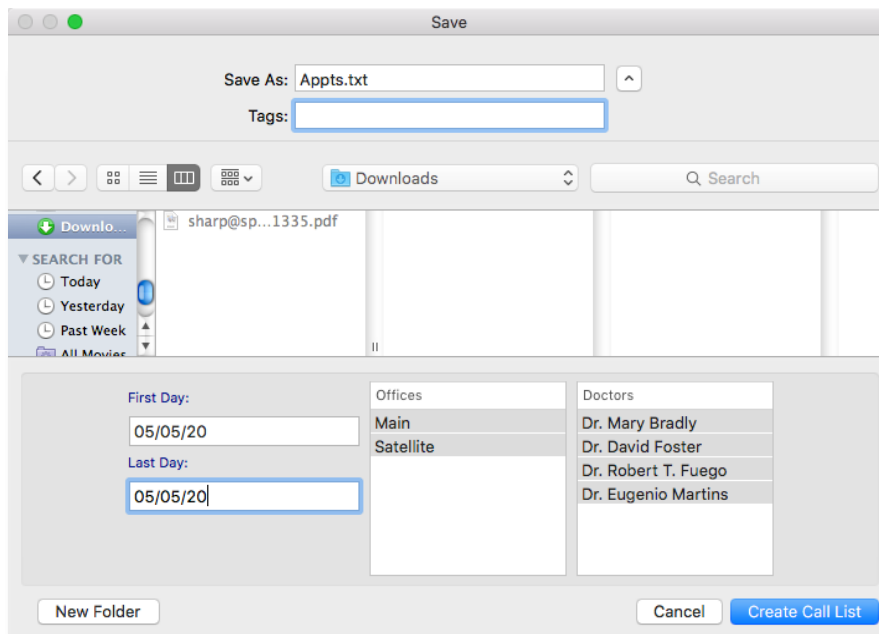 Save
Save As: Appts.txt
Tags:
Downloads
Search
Downlo...
sharp@sp...1335.pdf
SEARCH FOR
Today
Yesterday
Past Week
All Movies
First Day:
05/05/20
Last Day:
05/05/20
Offices
Main
Satellite
Doctors
Dr. Mary Bradly
Dr. David Foster
Dr. Robert T. Fuego
Dr. Eugenio Martins
New Folder
Cancel
Create Call List